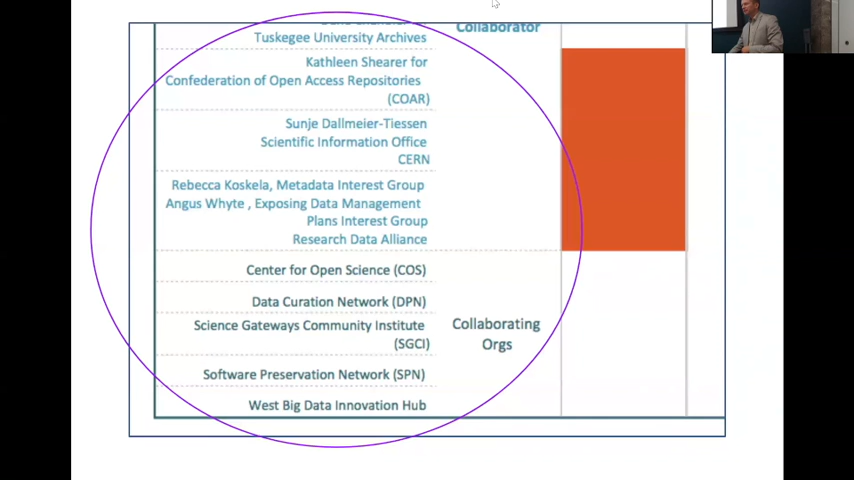 Collaborator
Tuskegee University Archives
Kathleen Shearer for
Confederation of Open Access Repositories
(COAR)
Sunje Dallmeier-Tiessen
Scientific Information Office
CERN
Rebecca Koskela, Metadata Interest Group
Angus Whyte , Exposing Data Management
Plans Interest Group
Research Data Alliance
Center for Open Science (COS)
Data Curation Network (DPN)
Science Gateways Community Institute
(SGCI)
Collaborating
Orgs
Software Preservation Network (SPN)
West Big Data Innovation Hub